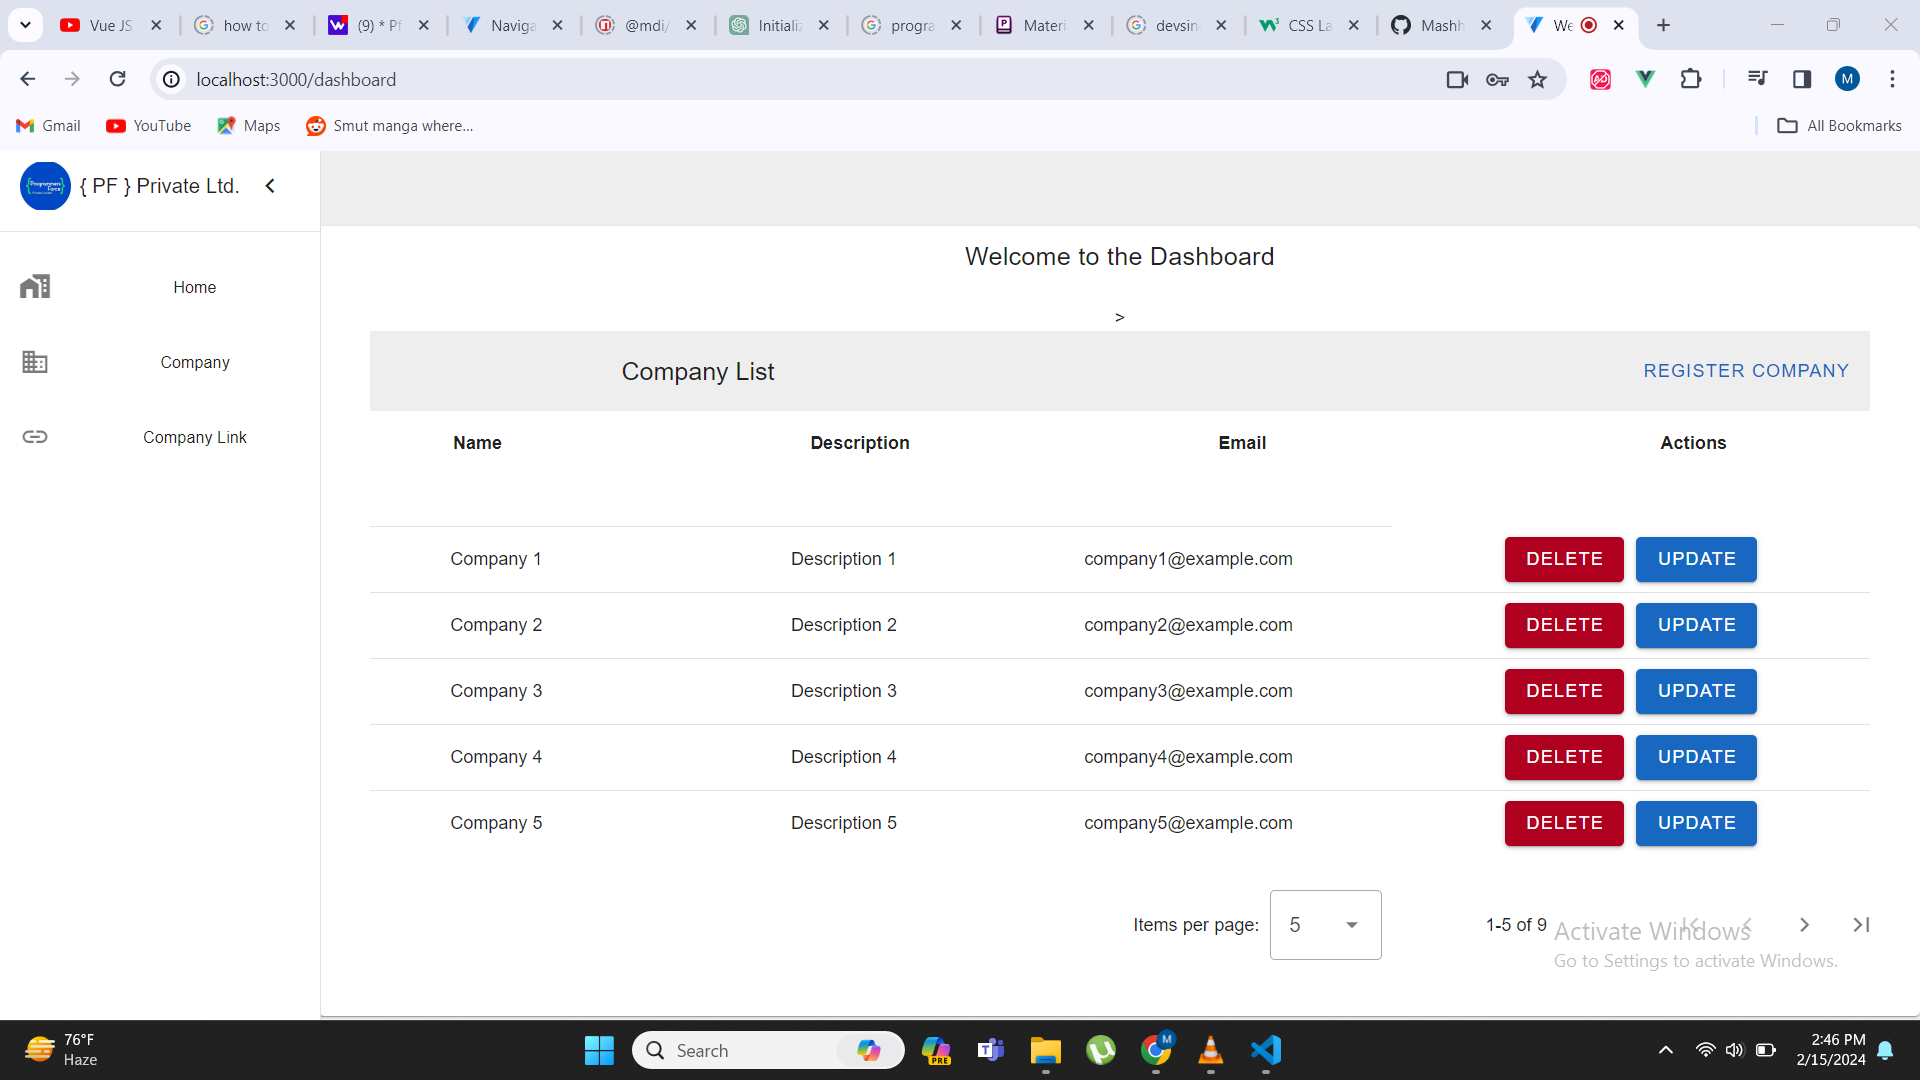 Vue JS
how to
(9) * Pf
Naviga
@mdi/
Initializ
progra
Materi
devsin
CSS La
Mashh
We
localhost:3000/dashboard
M
Gmail
YouTube
Maps
Smut manga where...
All Bookmarks
{ PF } Private Ltd.
Welcome to the Dashboard
Home
>
Company
Company List
REGISTER COMPANY
Company Link
Name Description Email Actions
Company 1 Description 1 company1@example.com DELETE UPDATE
Company 2 Description 2 company2@example.com DELETE UPDATE
Company 3 Description 3 company3@example.com DELETE UPDATE
Company 4 Description 4 company4@example.com DELETE UPDATE
Company 5 Description 5 company5@example.com DELETE UPDATE
Items per page: 5 1-5 of 9
Activate Windows
Go to Settings to activate Windows.
76°F
Haze
Search
PRE
M
2:46 PM
2/15/2024